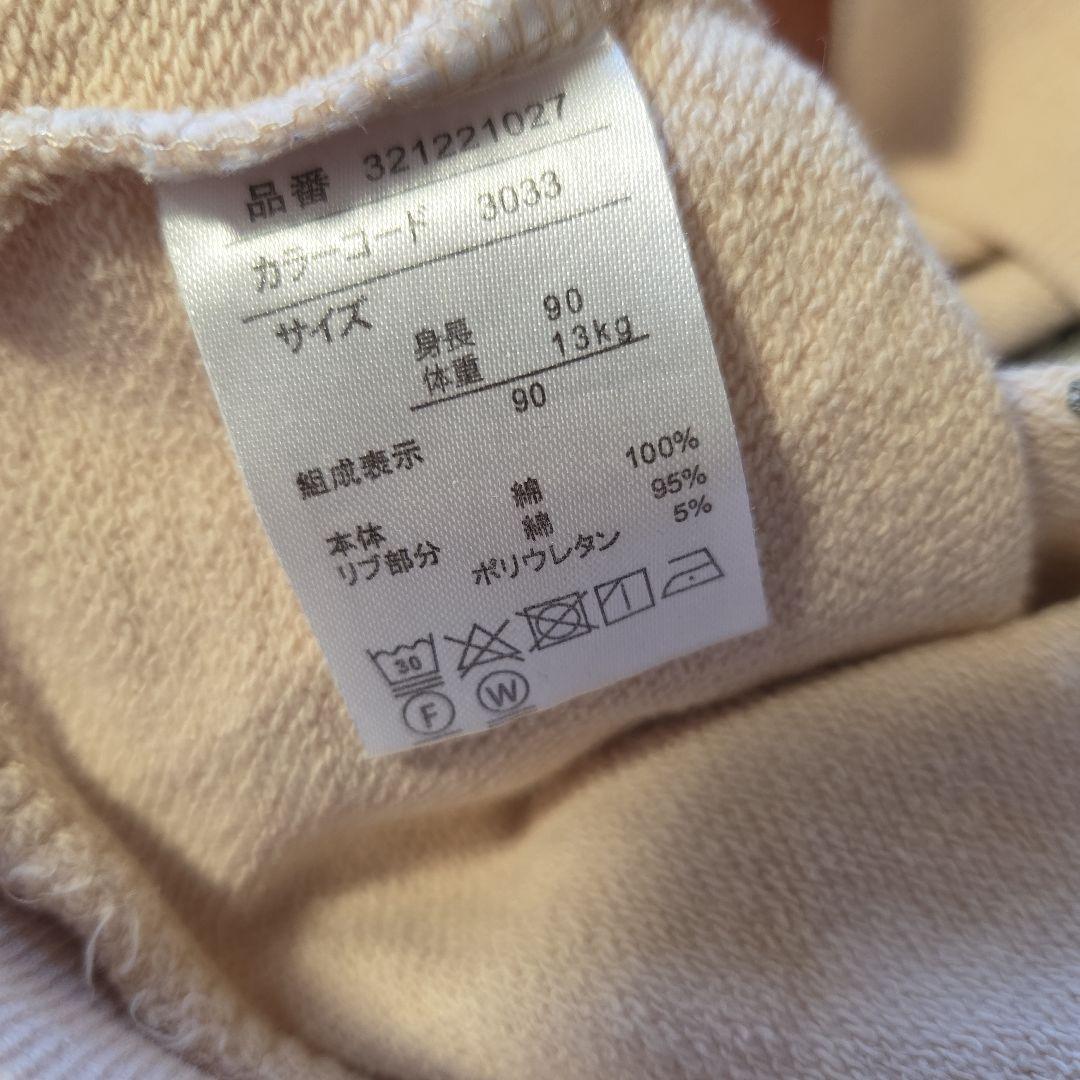 品番 321221027
カラーコード 3033
サイズ
身長 90
体重 13kg
90
組成表示
本体 綿 100%
リブ部分 綿 95%
ポリウレタン 5%
30
F W